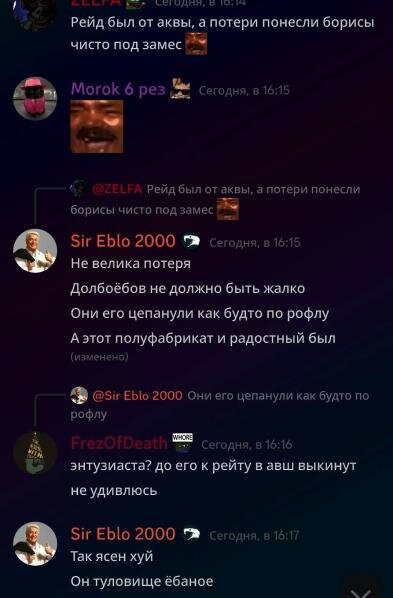 ZELFA Сегодня, в 16:14
Рейд был от аквы, а потери понесли борисы
чисто под замес
Morok 6 рез Сегодня, в 16:15
@ZELFA Рейд был от аквы, а потери понесли
борисы чисто под замес
Sir Eblo 2000 Сегодня, в 16:15
Не велика потеря
Долбоёбов не должно быть жалко
Они его цепанули как будто по рофлу
А этот полуфабрикат и радостный был
(изменено)
@Sir Eblo 2000 Они его цепанули как будто по
рофлу
FrezOfDeath WHORE Сегодня, в 16:16
энтузиаста? до его к рейту в авш выкинут
не удивлюсь
Sir Eblo 2000 Сегодня, в 16:17
Так ясен хуй
Он туловище ёбаное